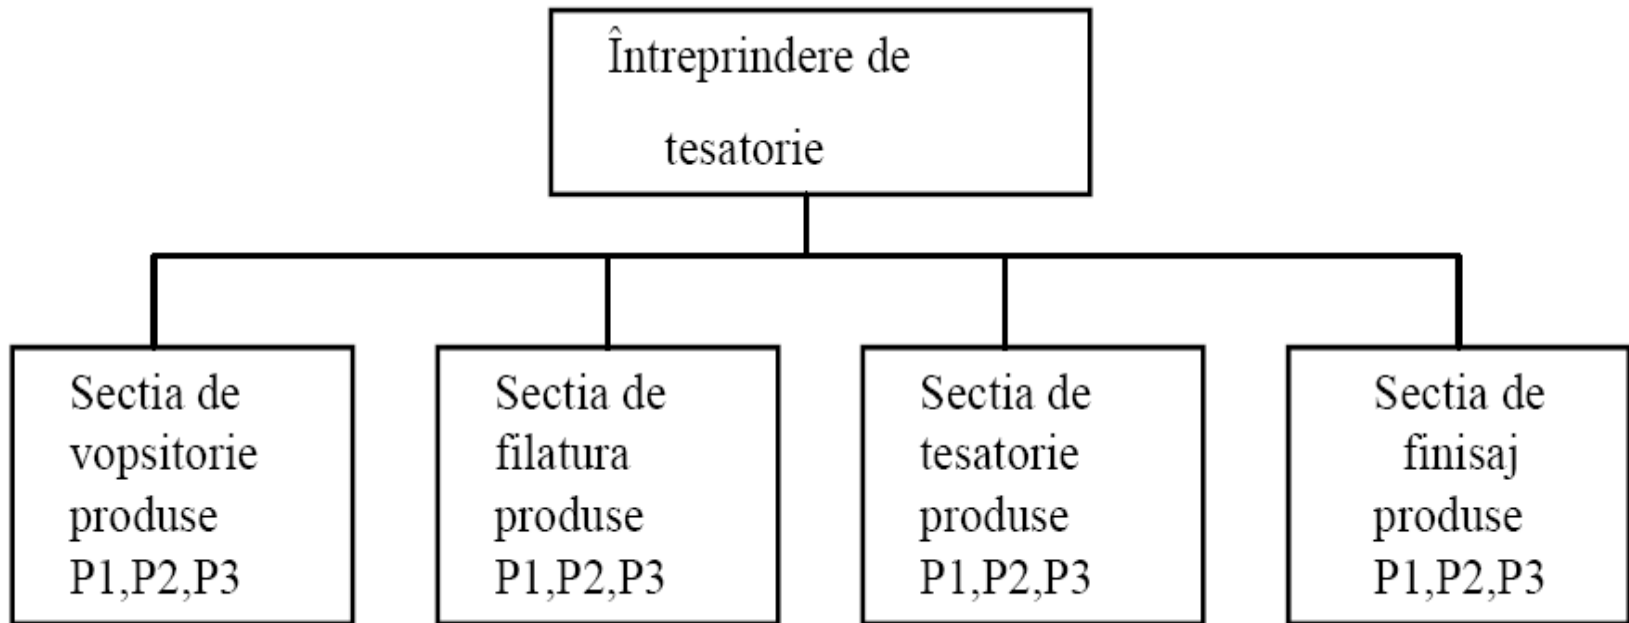 Întreprindere de
tesatorie
Sectia de
vopsitorie
produse
P1,P2,P3
Sectia de
filatura
produse
P1,P2,P3
Sectia de
tesatorie
produse
P1,P2,P3
Sectia de
finisaj
produse
P1,P2,P3